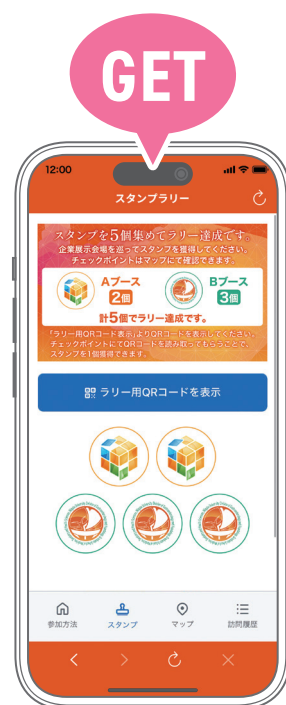 GET
12:00
スタンプラリー
スタンプを5個集めてラリー達成です。
企業展示会場を巡ってスタンプを獲得してください。
チェックポイントはマップにて確認できます。
Aブース
2個
Bブース
3個
計5個でラリー達成です。
「ラリー用QRコード表示」よりQRコードを表示してください。
チェックポイントにてQRコードを読み取ってもらうことで、
スタンプを1個獲得できます。
ラリー用QRコードを表示
参加方法
スタンプ
マップ
訪問履歴